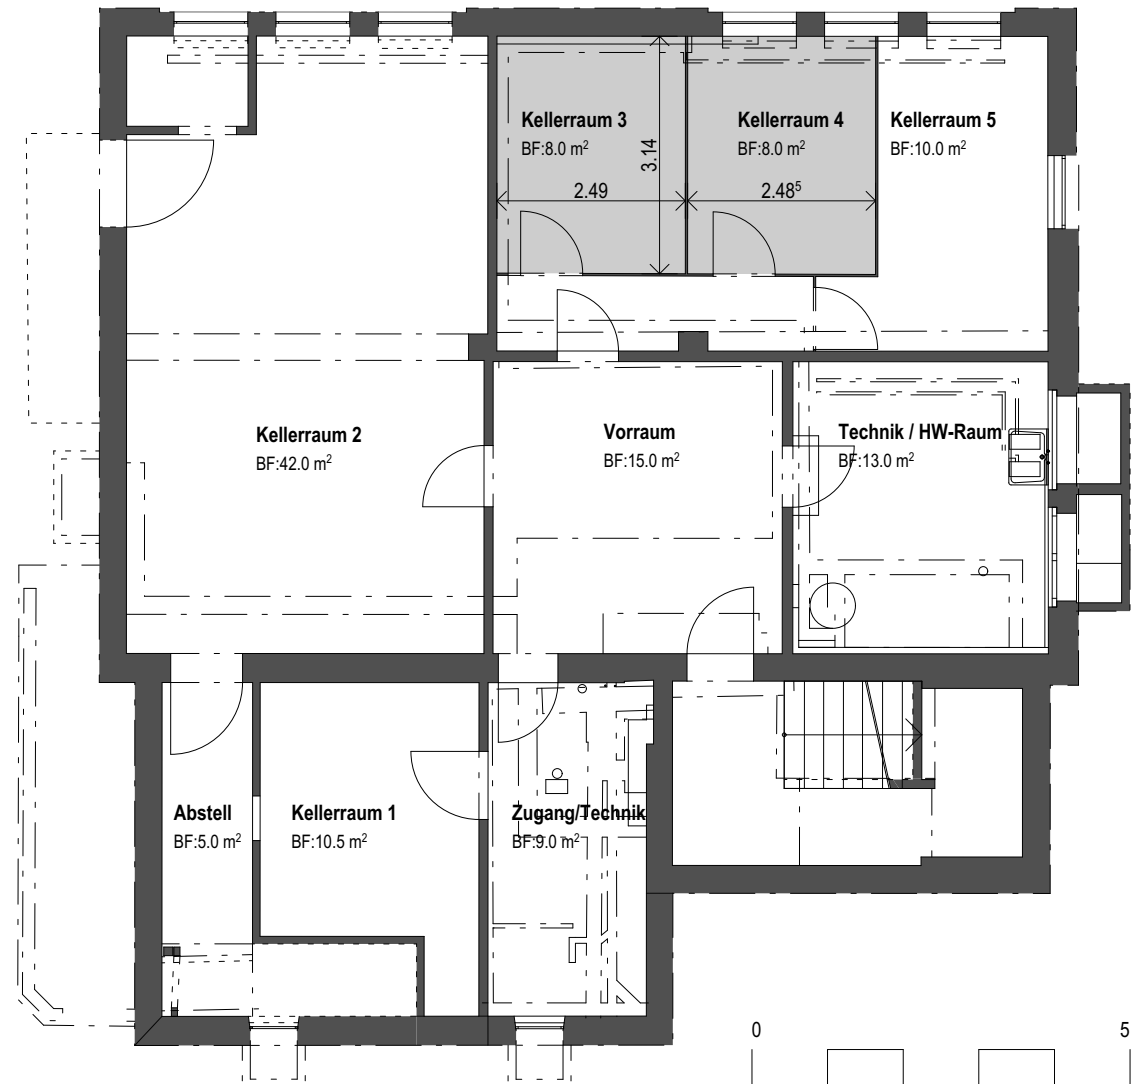 Kellerraum 3
BF:8.0 m²
Kellerraum 4
BF:8.0 m²
Kellerraum 5
BF:10.0 m²
3.14
2.49
2.48⁵
Kellerraum 2
BF:42.0 m²
Vorraum
BF:15.0 m²
Technik / HW-Raum
BF:13.0 m²
Abstell
BF:5.0 m²
Kellerraum 1
BF:10.5 m²
Zugang/Technik
BF:9.0 m²
0
5